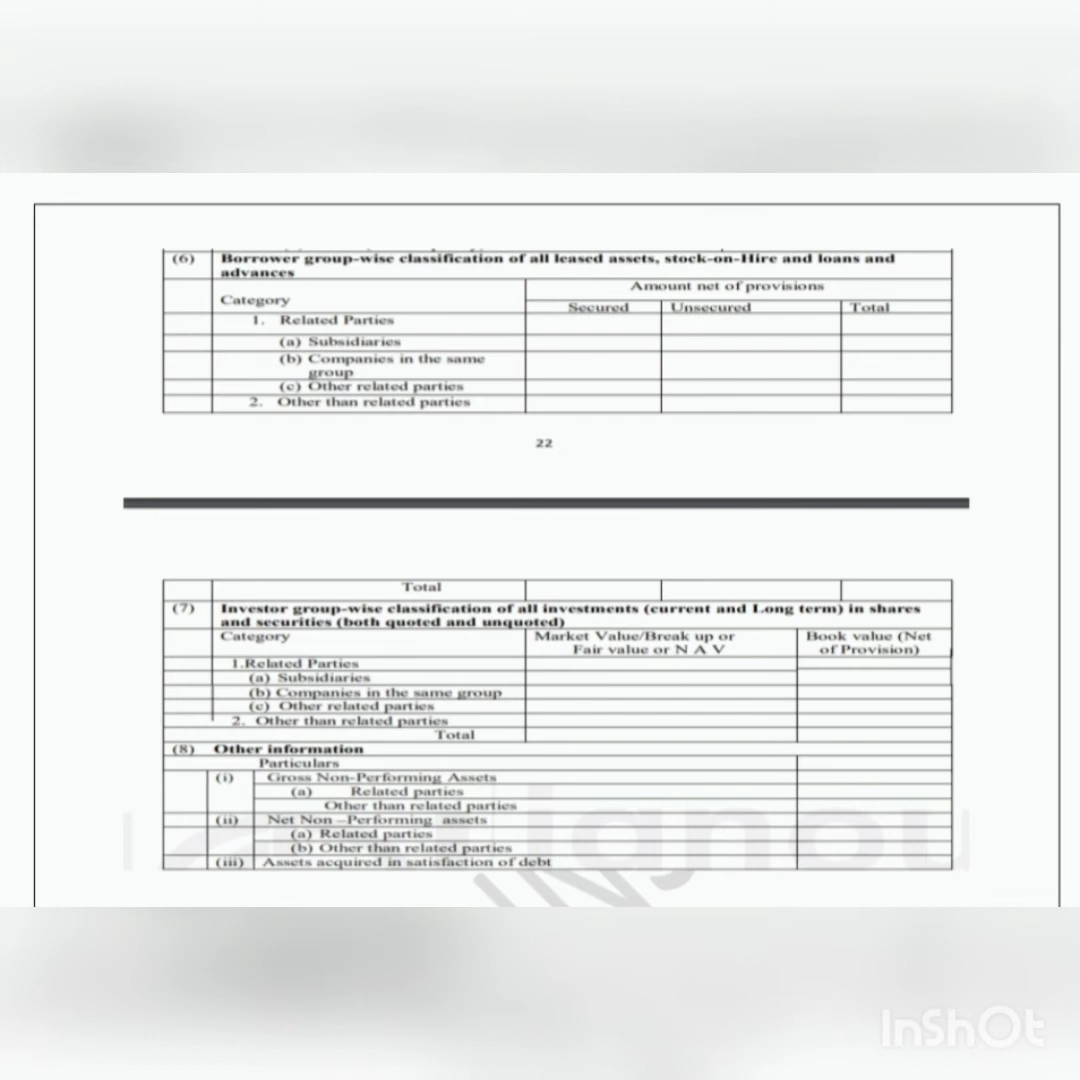 (6) Borrower group-wise classification of all leased assets, stock-on-Hire and loans and
advances
Amount net of provisions
Category
Secured Unsecured Total
1. Related Parties
(a) Subsidiaries
(b) Companies in the same
group
(c) Other related parties
2. Other than related parties
22
Total
(7) Investor group-wise classification of all investments (current and Long term) in shares
and securities (both quoted and unquoted)
Category Market Value/Break up or Book value (Net
Fair value or N A V of Provision)
1.Related Parties
(a) Subsidiaries
(b) Companies in the same group
(c) Other related parties
2. Other than related parties
Total
(8) Other information
Particulars
(i) Gross Non-Performing Assets
(a) Related parties
Other than related parties
(ii) Net Non –Performing assets
(a) Related parties
(b) Other than related parties
(iii) Assets acquired in satisfaction of debt
ignou
InShOt